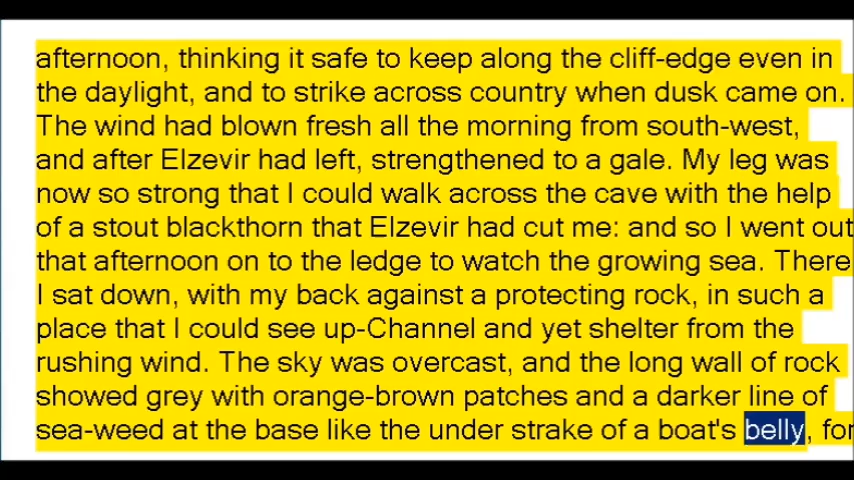 afternoon, thinking it safe to keep along the cliff-edge even in
the daylight, and to strike across country when dusk came on.
The wind had blown fresh all the morning from south-west,
and after Elzevir had left, strengthened to a gale. My leg was
now so strong that I could walk across the cave with the help
of a stout blackthorn that Elzevir had cut me: and so I went out
that afternoon on to the ledge to watch the growing sea. There
I sat down, with my back against a protecting rock, in such a
place that I could see up-Channel and yet shelter from the
rushing wind. The sky was overcast, and the long wall of rock
showed grey with orange-brown patches and a darker line of
sea-weed at the base like the under strake of a boat's belly, for